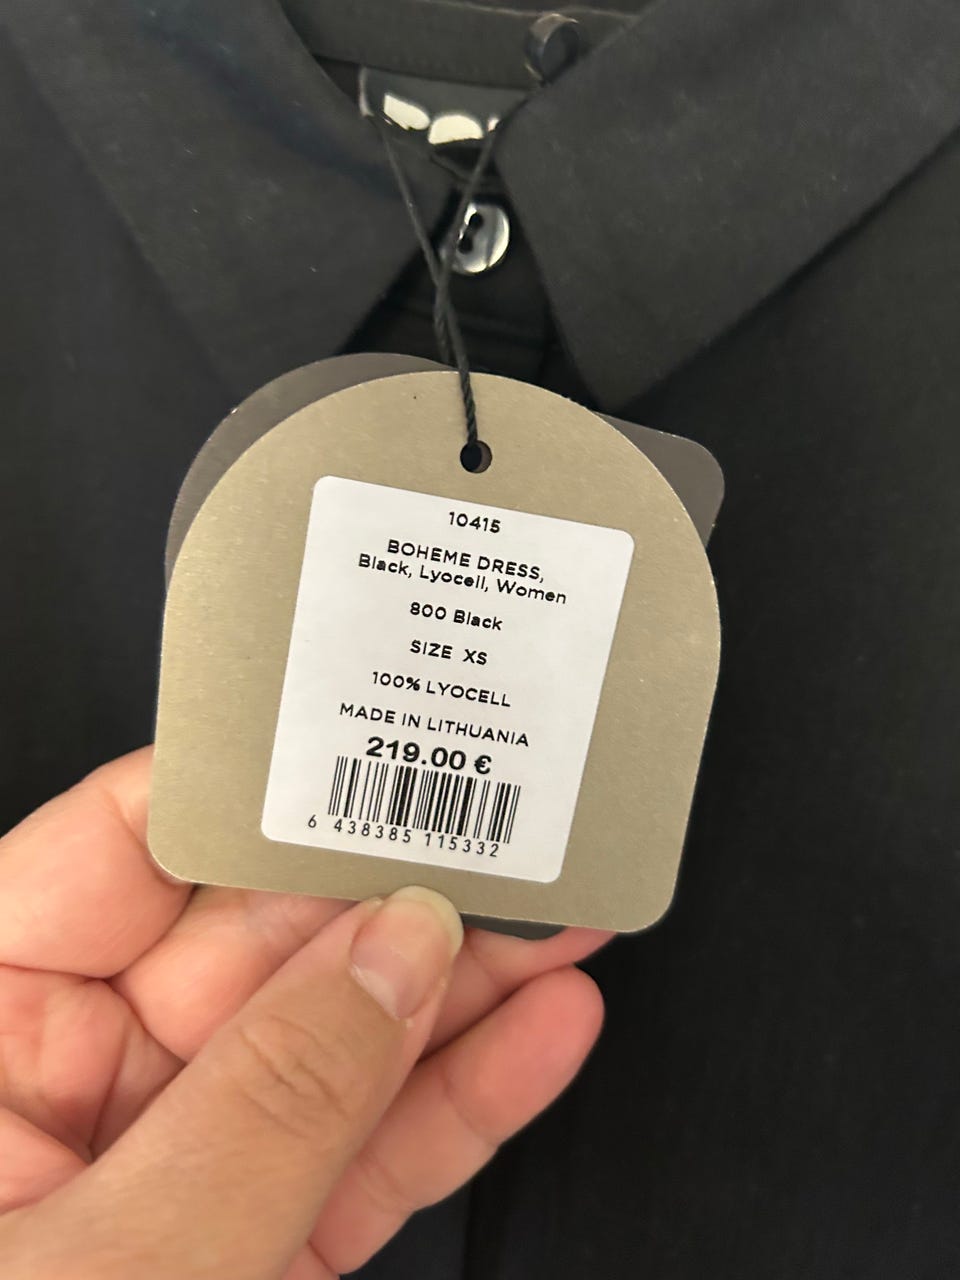 10415
BOHEME DRESS,
Black, Lyocell, Women
800 Black
SIZE XS
100% LYOCELL
MADE IN LITHUANIA
219.00 €
6 438385 115332